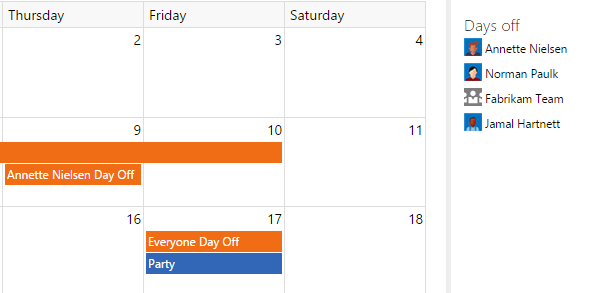 Thursday Friday Saturday
2 3 4
9 10 11
Annette Nielsen Day Off
16 17 18
Everyone Day Off
Party
Days off
Annette Nielsen
Norman Paulk
Fabrikam Team
Jamal Hartnett